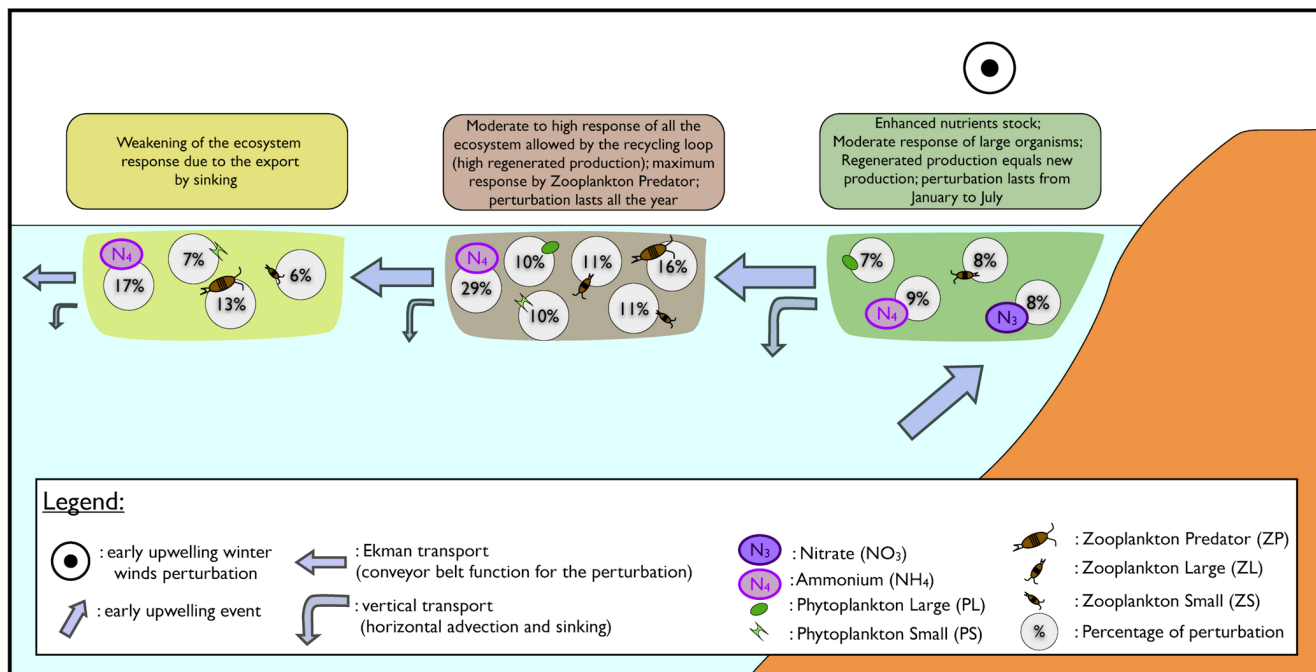 Weakening of the ecosystem
response due to the export
by sinking
Moderate to high response of all the
ecosystem allowed by the recycling loop
(high regenerated production); maximum
response by Zooplankton Predator;
perturbation lasts all the year
Enhanced nutrients stock;
Moderate response of large organisms;
Regenerated production equals new
production; perturbation lasts from
January to July
N4
17%
7%
13%
6%
N4
29%
10%
10%
11%
11%
16%
7%
N4
9%
8%
N3
8%
Legend:
: early upwelling winter
winds perturbation
: early upwelling event
: Ekman transport
(conveyor belt function for the perturbation)
: vertical transport
(horizontal advection and sinking)
N3 : Nitrate (NO3)
N4 : Ammonium (NH4)
: Phytoplankton Large (PL)
: Phytoplankton Small (PS)
: Zooplankton Predator (ZP)
: Zooplankton Large (ZL)
: Zooplankton Small (ZS)
% : Percentage of perturbation